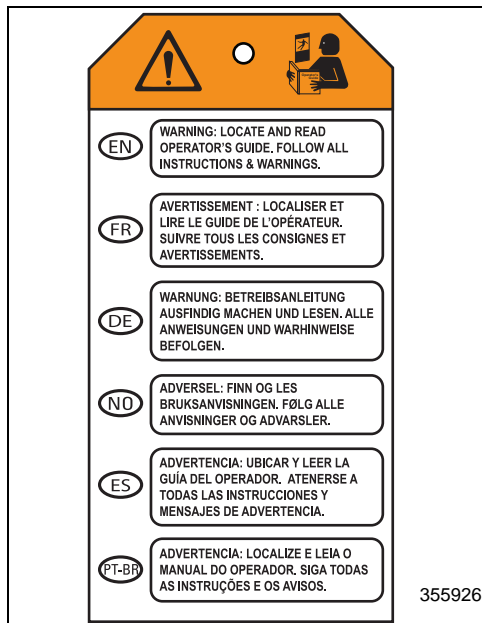 Operator's
Guide
EN
WARNING: LOCATE AND READ
OPERATOR'S GUIDE. FOLLOW ALL
INSTRUCTIONS & WARNINGS.
FR
AVERTISSEMENT : LOCALISER ET
LIRE LE GUIDE DE L'OPÉRATEUR.
SUIVRE TOUS LES CONSIGNES ET
AVERTISSEMENTS.
DE
WARNUNG: BETREIBSANLEITUNG
AUSFINDIG MACHEN UND LESEN. ALLE
ANWEISUNGEN UND WARHINWEISE
BEFOLGEN.
NO
ADVERSEL: FINN OG LES
BRUKSANVISNINGEN. FØLG ALLE
ANVISNINGER OG ADVARSLER.
ES
ADVERTENCIA: UBICAR Y LEER LA
GUÍA DEL OPERADOR. ATENERSE A
TODAS LAS INSTRUCCIONES Y
MENSAJES DE ADVERTENCIA.
PT-BR
ADVERTENCIA: LOCALIZE E LEIA O
MANUAL DO OPERADOR. SIGA TODAS
AS INSTRUÇÕES E OS AVISOS.
355926